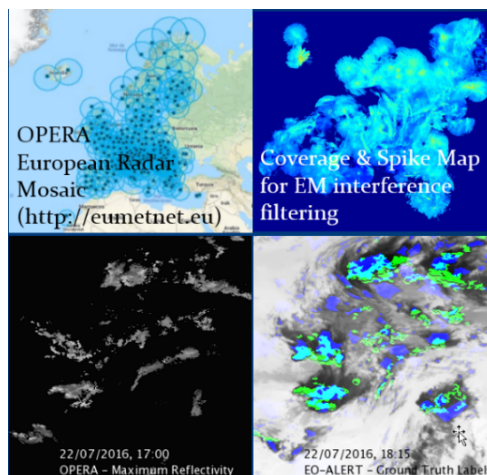 OPERA
European Radar
Mosaic
(http://eumetnet.eu)
Coverage & Spike Map
for EM interference
filtering
22/07/2016, 17:00
OPERA – Maximum Reflectivity
22/07/2016, 18:15
EO-ALERT – Ground Truth Label